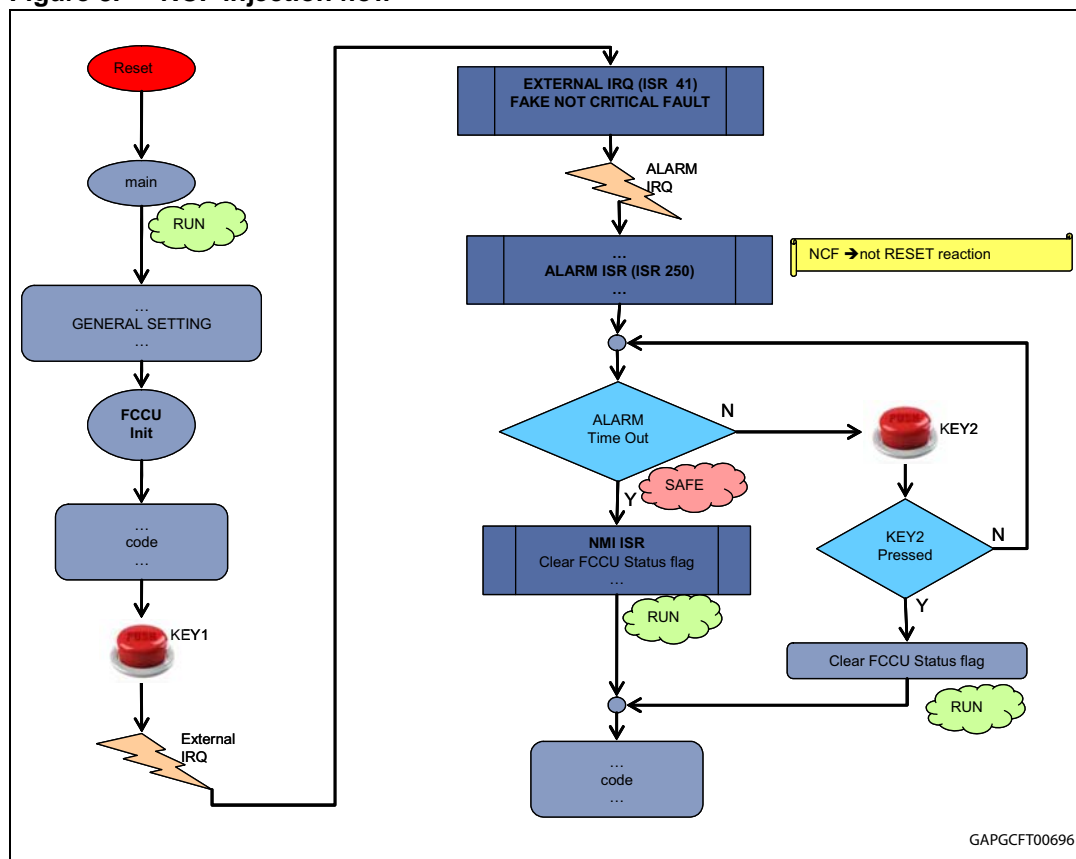 Reset
main
RUN
...
GENERAL SETTING
...
FCCU
Init
...
code
...
KEY1
External
IRQ
EXTERNAL IRQ (ISR 41)
FAKE NOT CRITICAL FAULT
ALARM
IRQ
...
ALARM ISR (ISR 250)
...
NCF ➔not RESET reaction
ALARM
Time Out
N
KEY2
SAFE
Y
NMI ISR
Clear FCCU Status flag
...
RUN
KEY2
Pressed
N
Y
Clear FCCU Status flag
RUN
...
code
...
GAPGCFT00696